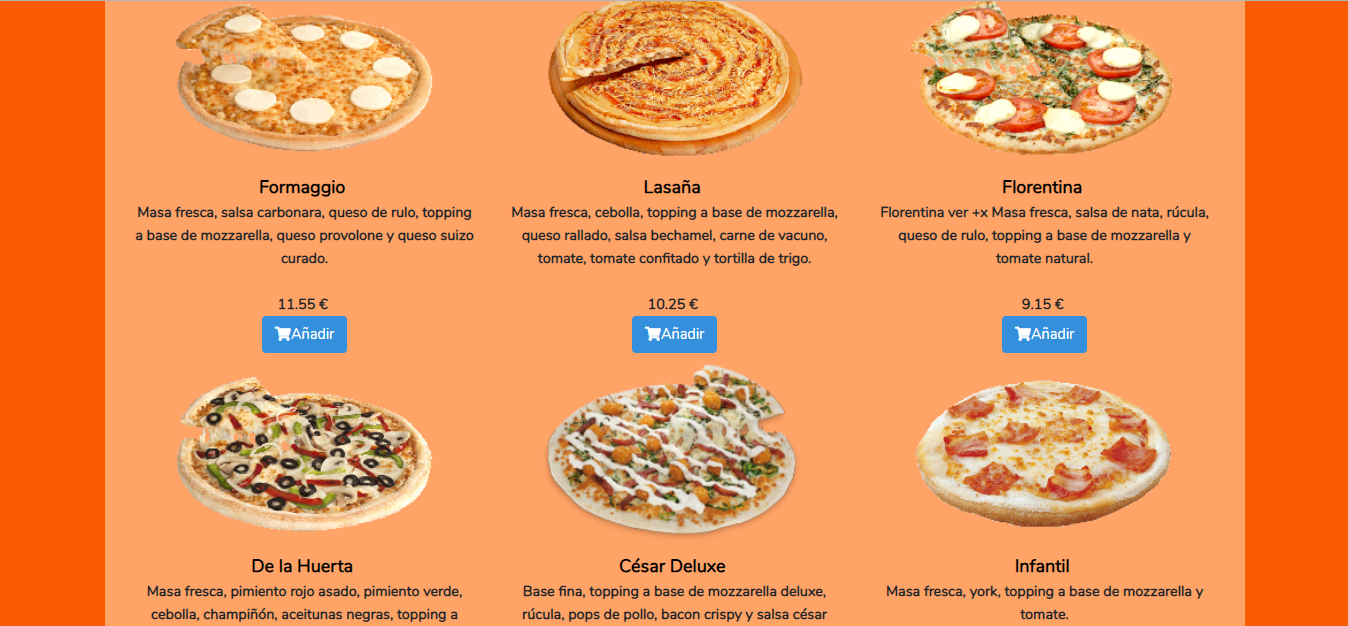 Formaggio
Masa fresca, salsa carbonara, queso de rulo, topping
a base de mozzarella, queso provolone y queso suizo
curado.
11.55 €
Añadir
Lasaña
Masa fresca, cebolla, topping a base de mozzarella,
queso rallado, salsa bechamel, carne de vacuno,
tomate, tomate confitado y tortilla de trigo.
10.25 €
Añadir
Florentina
Florentina ver +x Masa fresca, salsa de nata, rúcula,
queso de rulo, topping a base de mozzarella y
tomate natural.
9.15 €
Añadir
De la Huerta
Masa fresca, pimiento rojo asado, pimiento verde,
cebolla, champiñón, aceitunas negras, topping a
César Deluxe
Base fina, topping a base de mozzarella deluxe,
rúcula, pops de pollo, bacon crispy y salsa césar
Infantil
Masa fresca, york, topping a base de mozzarella y
tomate.